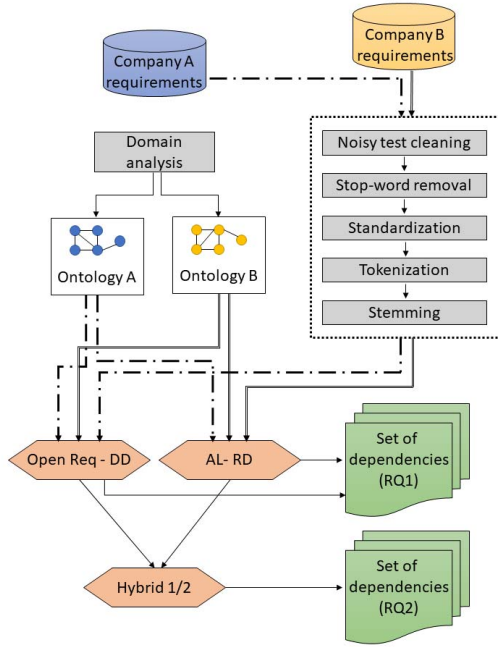 Company A
requirements
Company B
requirements
Noisy test cleaning
Stop-word removal
Standardization
Tokenization
Stemming
Domain
analysis
Ontology A
Ontology B
Open Req - DD
AL- RD
Set of
dependencies
(RQ1)
Hybrid 1/2
Set of
dependencies
(RQ2)